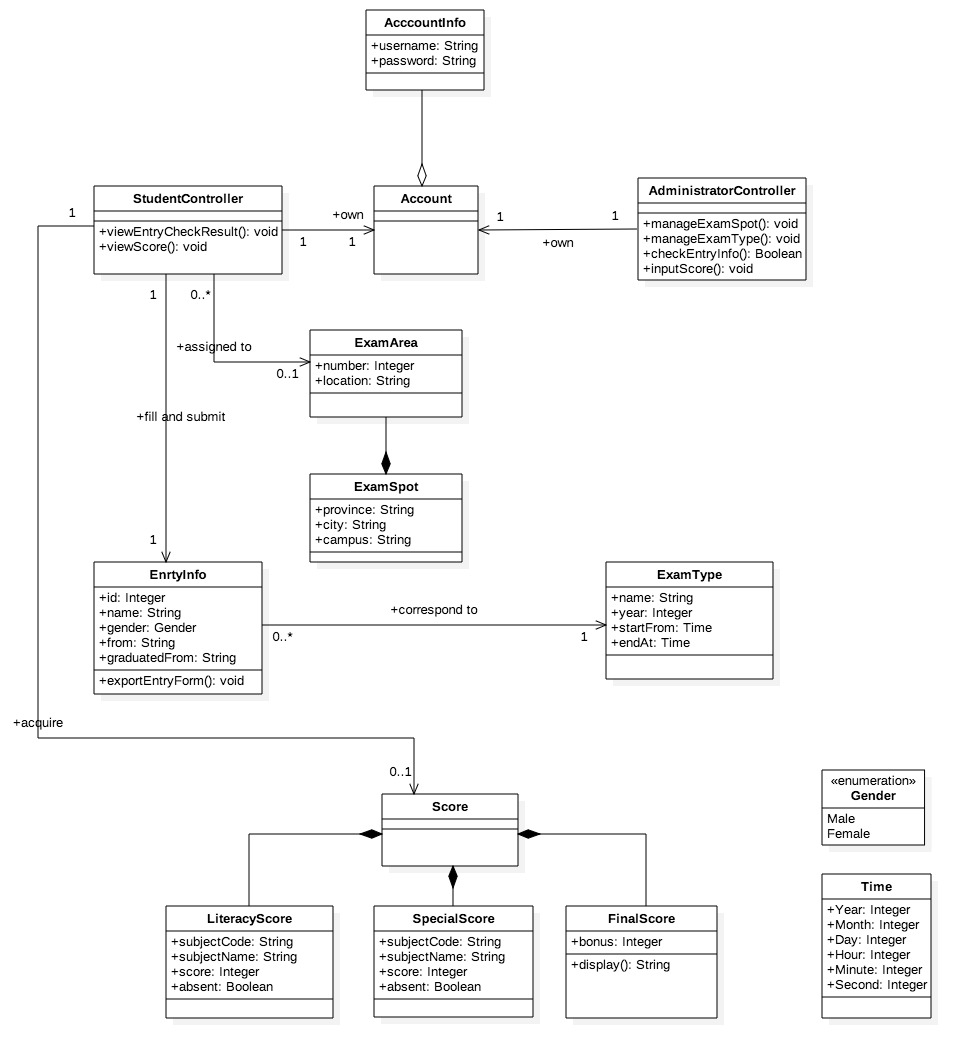 AcccountInfo
+username: String
+password: String
StudentController
+viewEntryCheckResult(): void
+viewScore(): void
Account
AdministratorController
+manageExamSpot(): void
+manageExamType(): void
+checkEntryInfo(): Boolean
+inputScore(): void
1
+own
1
1
1
1
+own
1
0..*
+assigned to
0..1
ExamArea
+number: Integer
+location: String
+fill and submit
ExamSpot
+province: String
+city: String
+campus: String
1
EnrtyInfo
+id: Integer
+name: String
+gender: Gender
+from: String
+graduatedFrom: String
+exportEntryForm(): void
+correspond to
0..*
1
ExamType
+name: String
+year: Integer
+startFrom: Time
+endAt: Time
+acquire
0..1
Score
«enumeration»
Gender
Male
Female
LiteracyScore
+subjectCode: String
+subjectName: String
+score: Integer
+absent: Boolean
SpecialScore
+subjectCode: String
+subjectName: String
+score: Integer
+absent: Boolean
FinalScore
+bonus: Integer
+display(): String
Time
+Year: Integer
+Month: Integer
+Day: Integer
+Hour: Integer
+Minute: Integer
+Second: Integer